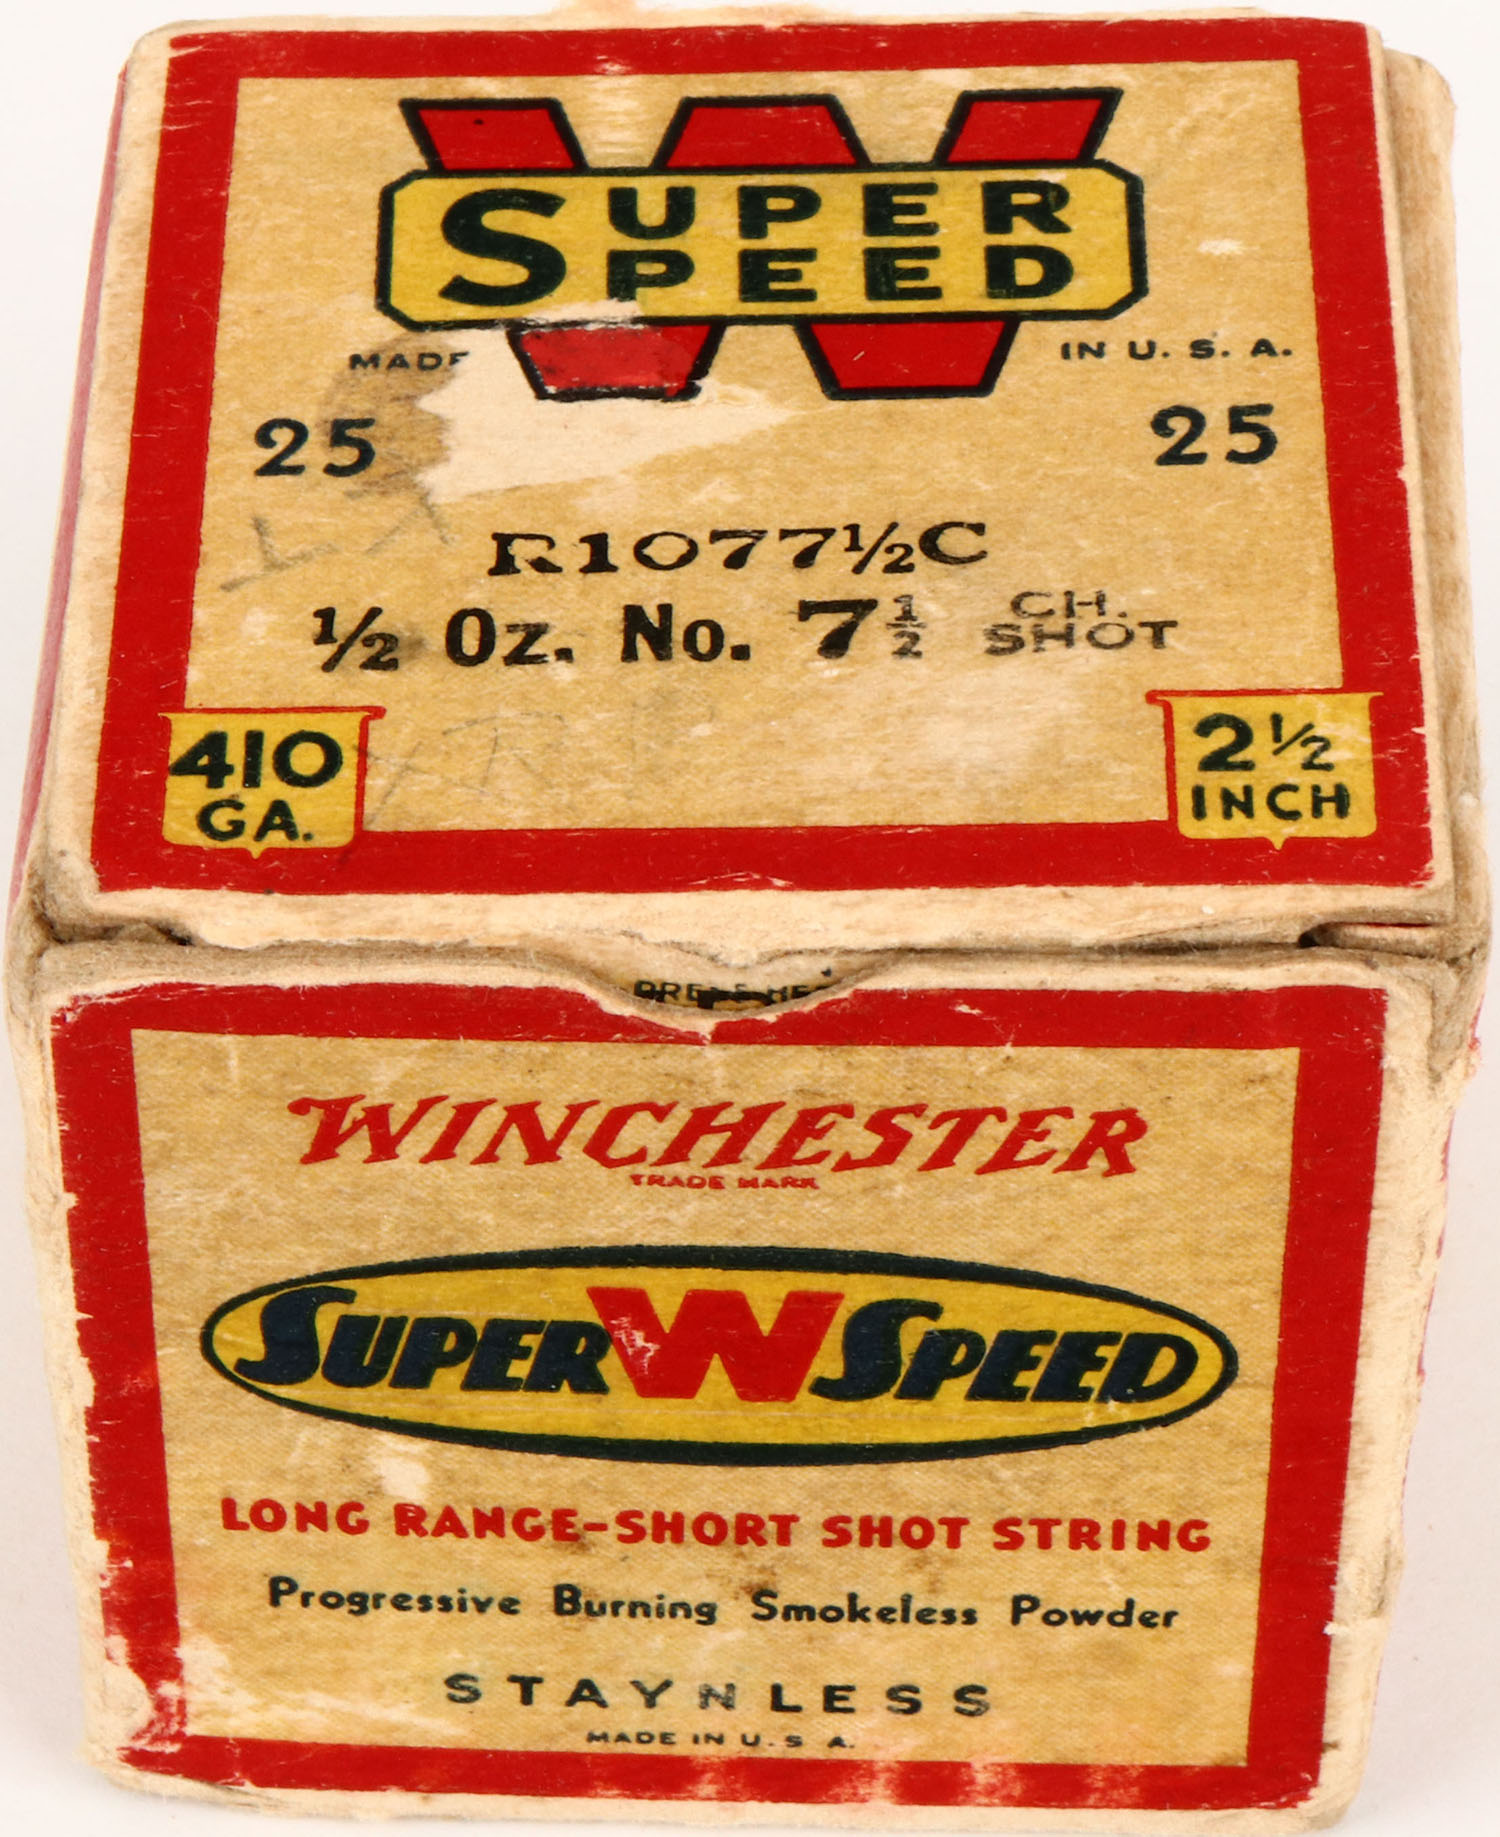 SUPER
SPEED
MADE IN U. S. A.
25 25
R1077½C
½ Oz. No. 7½ CH. SHOT
410 GA.
2½ INCH
WINCHESTER
TRADE MARK
SUPER W SPEED
LONG RANGE-SHORT SHOT STRING
Progressive Burning Smokeless Powder
STAYNLESS
MADE IN U. S. A.